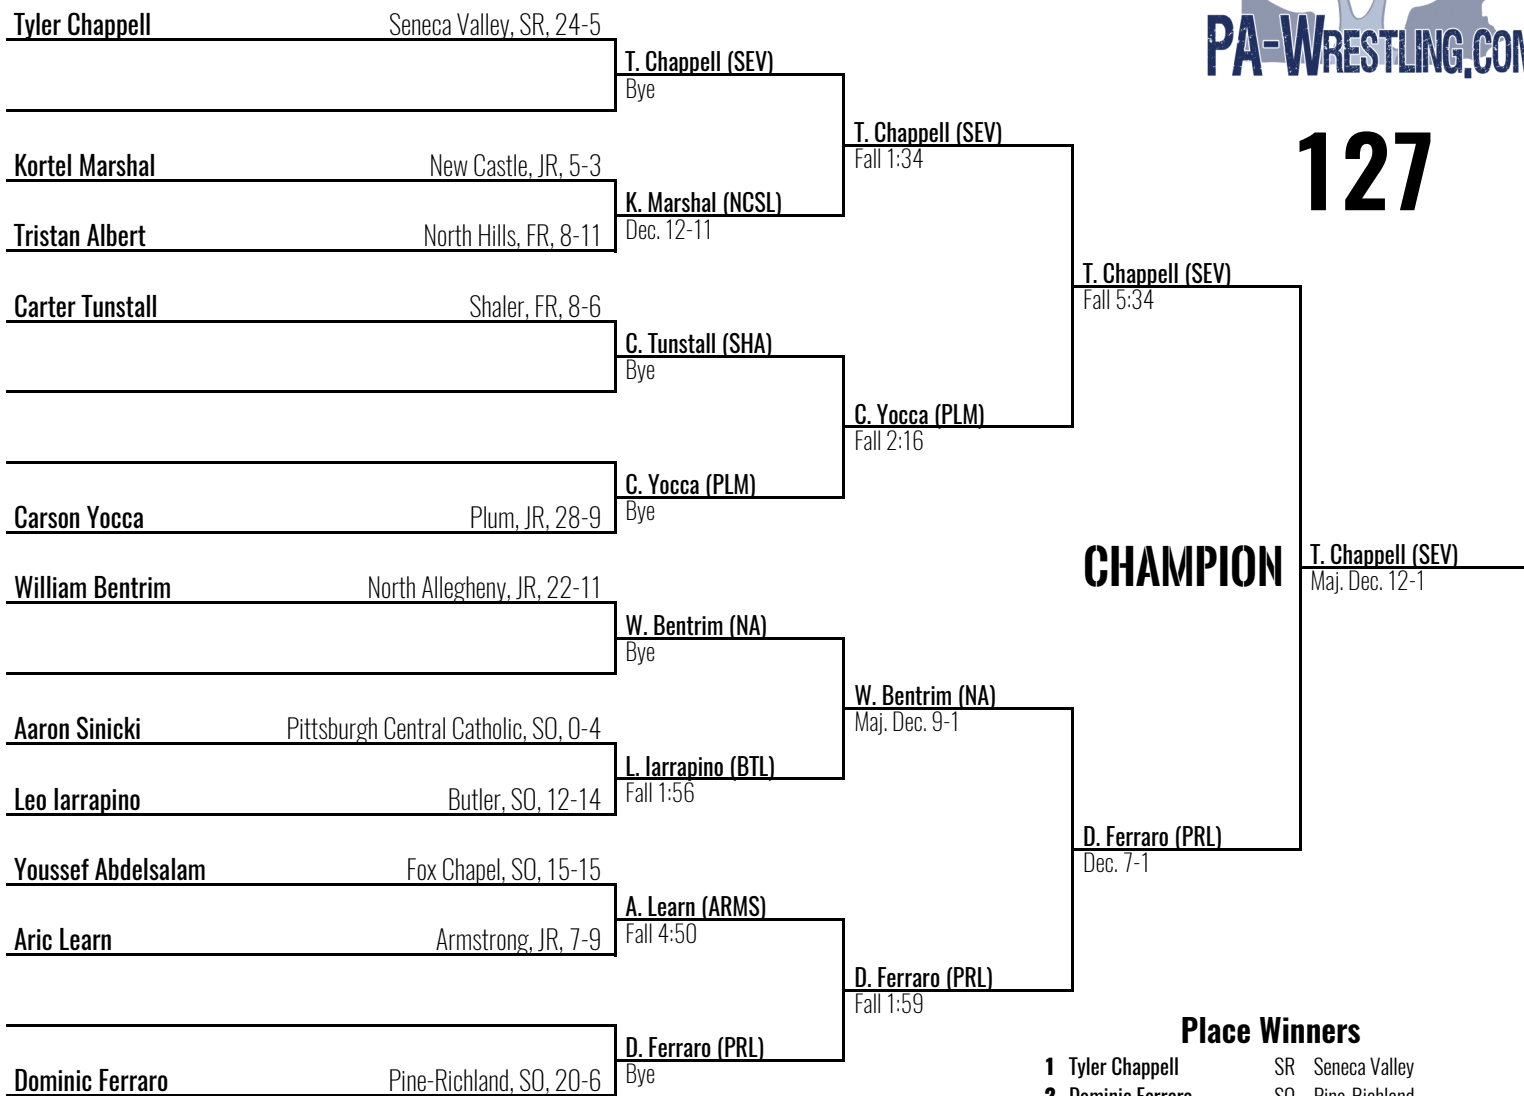 PA-WRESTLING.COM
127
Tyler Chappell Seneca Valley, SR, 24-5
T. Chappell (SEV)
Bye
T. Chappell (SEV)
Fall 1:34
Kortel Marshal New Castle, JR, 5-3
K. Marshal (NCSL)
Dec. 12-11
Tristan Albert North Hills, FR, 8-11
T. Chappell (SEV)
Fall 5:34
Carter Tunstall Shaler, FR, 8-6
C. Tunstall (SHA)
Bye
C. Yocca (PLM)
Fall 2:16
C. Yocca (PLM)
Bye
Carson Yocca Plum, JR, 28-9
CHAMPION
T. Chappell (SEV)
Maj. Dec. 12-1
William Bentrim North Allegheny, JR, 22-11
W. Bentrim (NA)
Bye
W. Bentrim (NA)
Maj. Dec. 9-1
Aaron Sinicki Pittsburgh Central Catholic, SO, 0-4
L. Iarrapino (BTL)
Fall 1:56
Leo Iarrapino Butler, SO, 12-14
D. Ferraro (PRL)
Dec. 7-1
Youssef Abdelsalam Fox Chapel, SO, 15-15
A. Learn (ARMS)
Fall 4:50
Aric Learn Armstrong, JR, 7-9
D. Ferraro (PRL)
Fall 1:59
D. Ferraro (PRL)
Bye
Dominic Ferraro Pine-Richland, SO, 20-6
Place Winners
1 Tyler Chappell SR Seneca Valley
2 Dominic Ferraro SO Pine-Richland